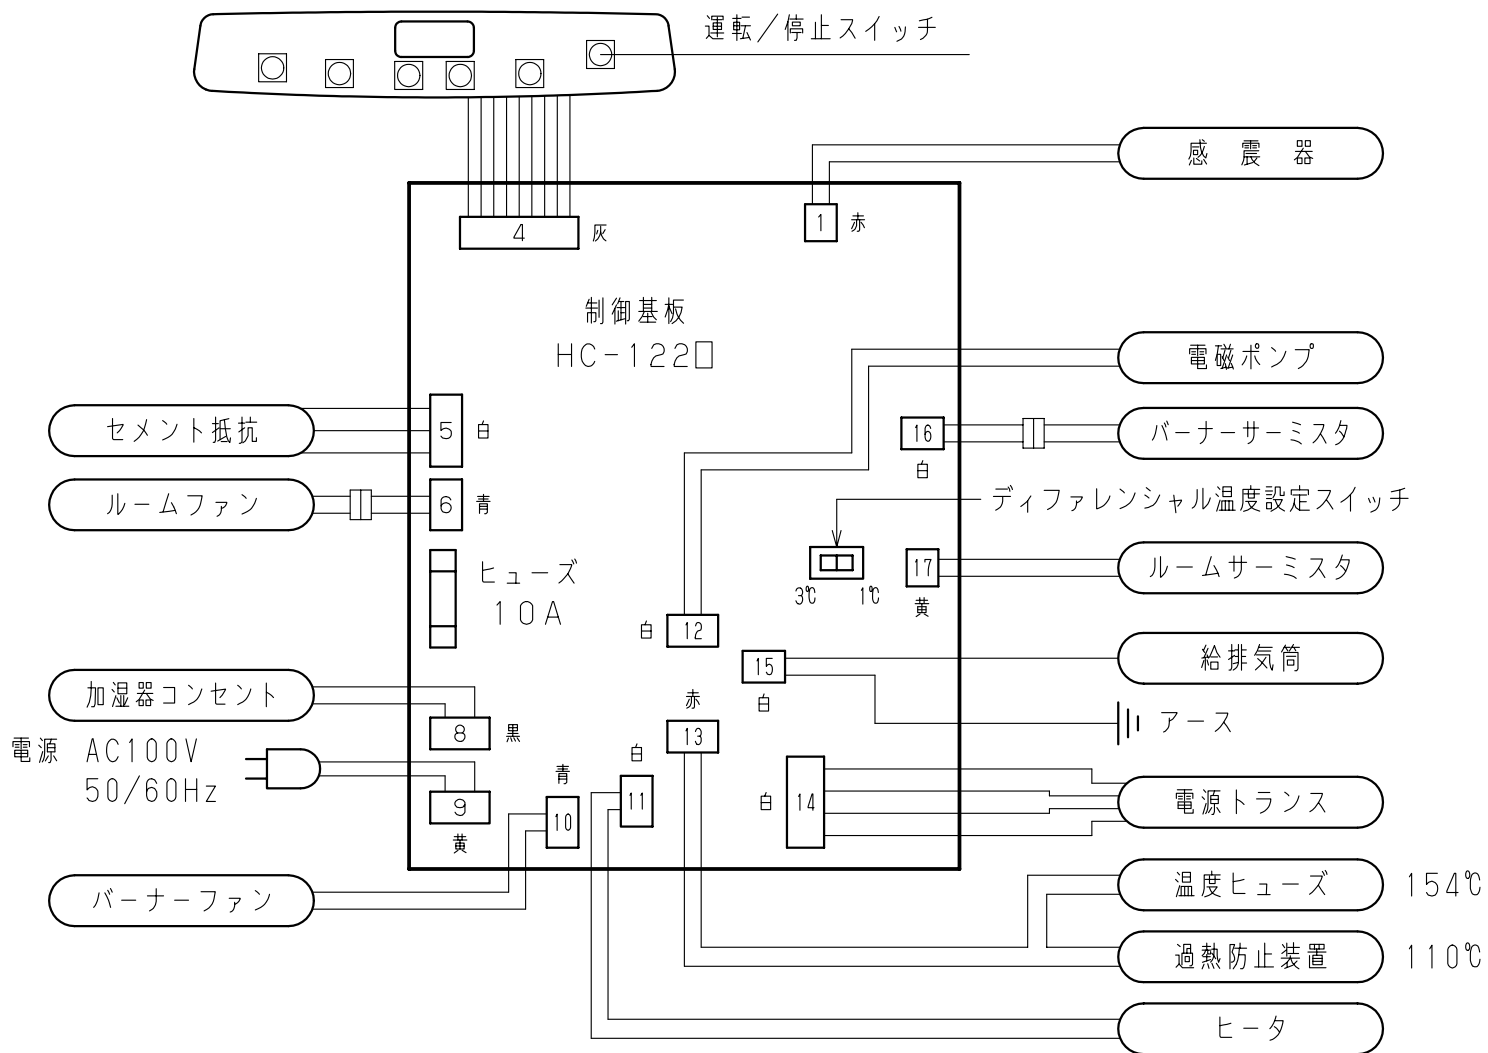 運転／停止スイッチ
感震器
4 灰
1 赤
制御基板
HC-122□
電磁ポンプ
セメント抵抗
5 白
16
白
バーナーサーミスタ
ルームファン
6 青
ディファレンシャル温度設定スイッチ
ヒューズ
10A
3℃ 1℃
17
黄
ルームサーミスタ
白 12
15
白
給排気筒
加湿器コンセント
8 黒
赤
13
アース
電源 AC100V
50/60Hz
9
黄
青
10
白
11
白 14
電源トランス
バーナーファン
温度ヒューズ 154℃
過熱防止装置 110℃
ヒータ